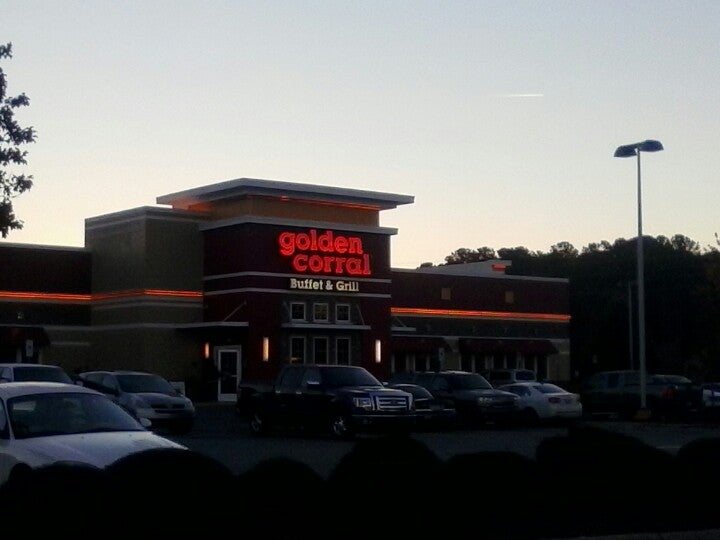 golden
corral
Buffet & Grill